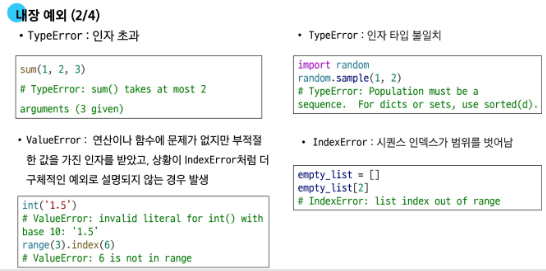 내장 예외 (2/4)
• TypeError : 인자 초과
sum(1, 2, 3)
# TypeError: sum() takes at most 2
arguments (3 given)
• ValueError : 연산이나 함수에 문제가 없지만 부적절
한 값을 가진 인자를 받았고, 상황이 IndexError처럼 더
구체적인 예외로 설명되지 않는 경우 발생
int('1.5')
# ValueError: invalid literal for int() with
base 10: '1.5'
range(3).index(6)
# ValueError: 6 is not in range
• TypeError : 인자 타입 불일치
import random
random.sample(1, 2)
# TypeError: Population must be a
sequence.  For dicts or sets, use sorted(d).
• IndexError : 시퀀스 인덱스가 범위를 벗어남
empty_list = []
empty_list[2]
# IndexError: list index out of range